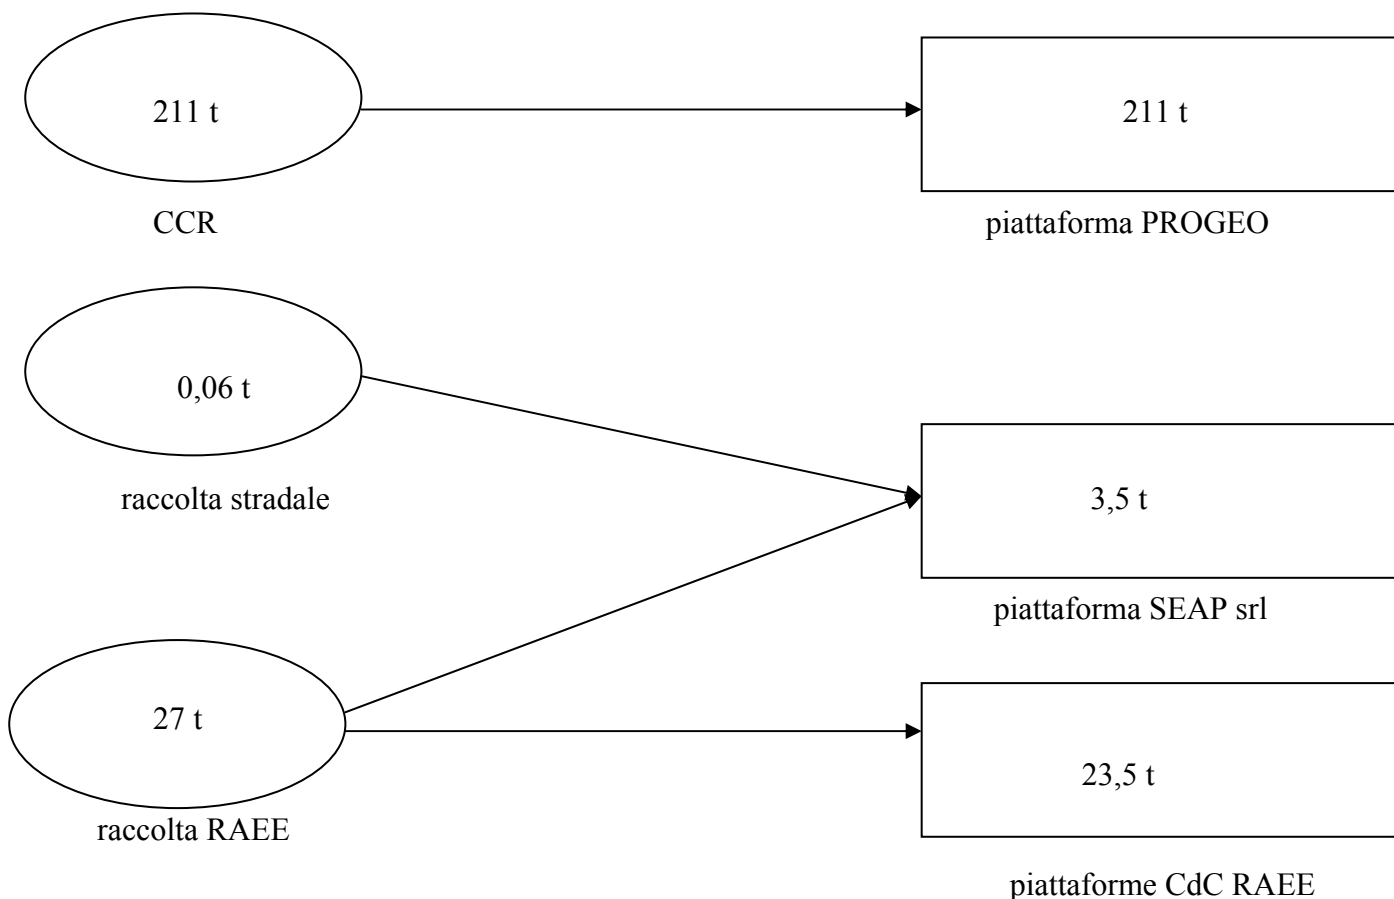 211 t
211 t
CCR
piattaforma PROGEO
0,06 t
raccolta stradale
3,5 t
piattaforma SEAP srl
27 t
23,5 t
raccolta RAEE
piattaforme CdC RAEE